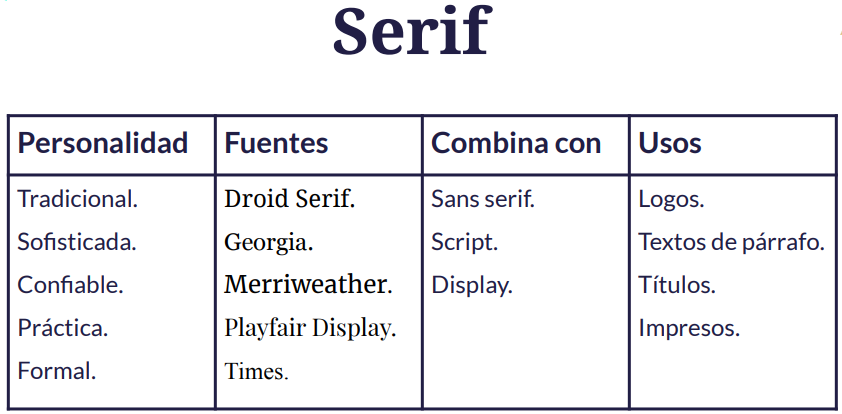 Serif
Personalidad Fuentes Combina con Usos
Tradicional. Droid Serif. Sans serif. Logos.
Sofisticada. Georgia. Script. Textos de párrafo.
Confiable. Merriweather. Display. Títulos.
Práctica. Playfair Display. Impresos.
Formal. Times.